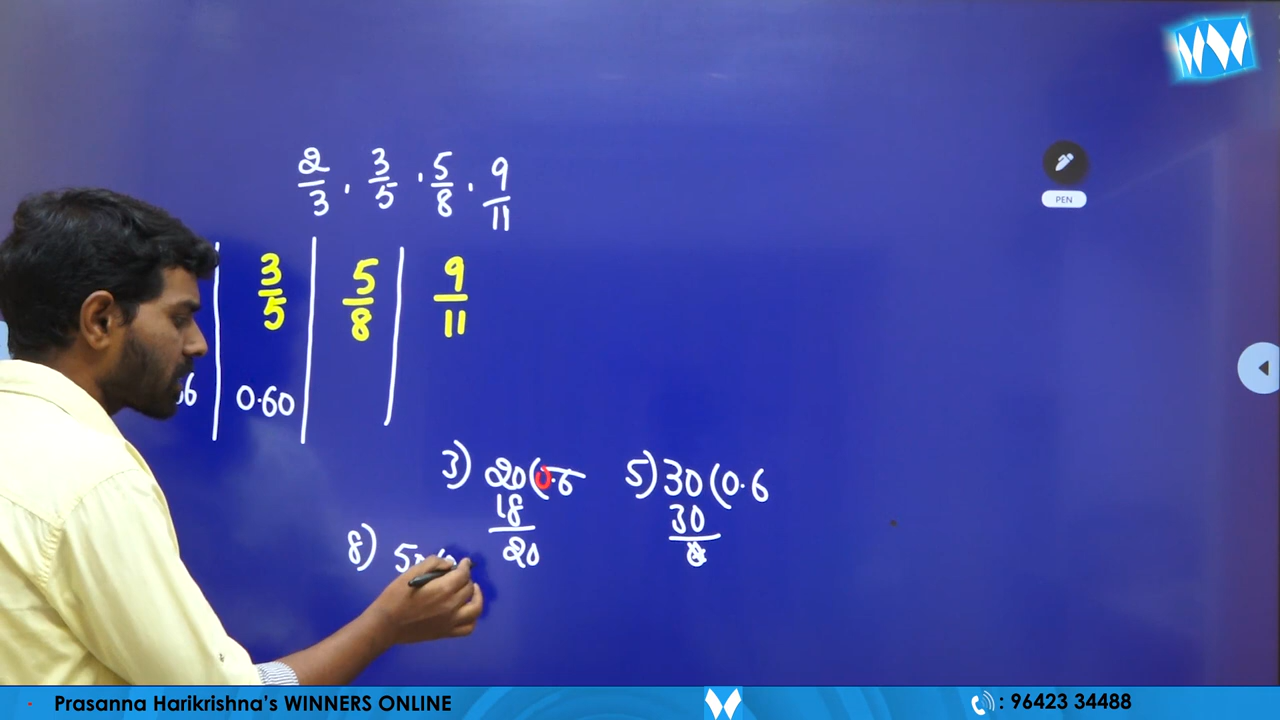 2/3 , 3/5 , 5/8 , 9/11
3/5 | 5/8 | 9/11
0.60
3) 20 (0.6
18
20
5) 30 (0.6
30
0
8)
PEN
Prasanna Harikrishna's WINNERS ONLINE
: 96423 34488